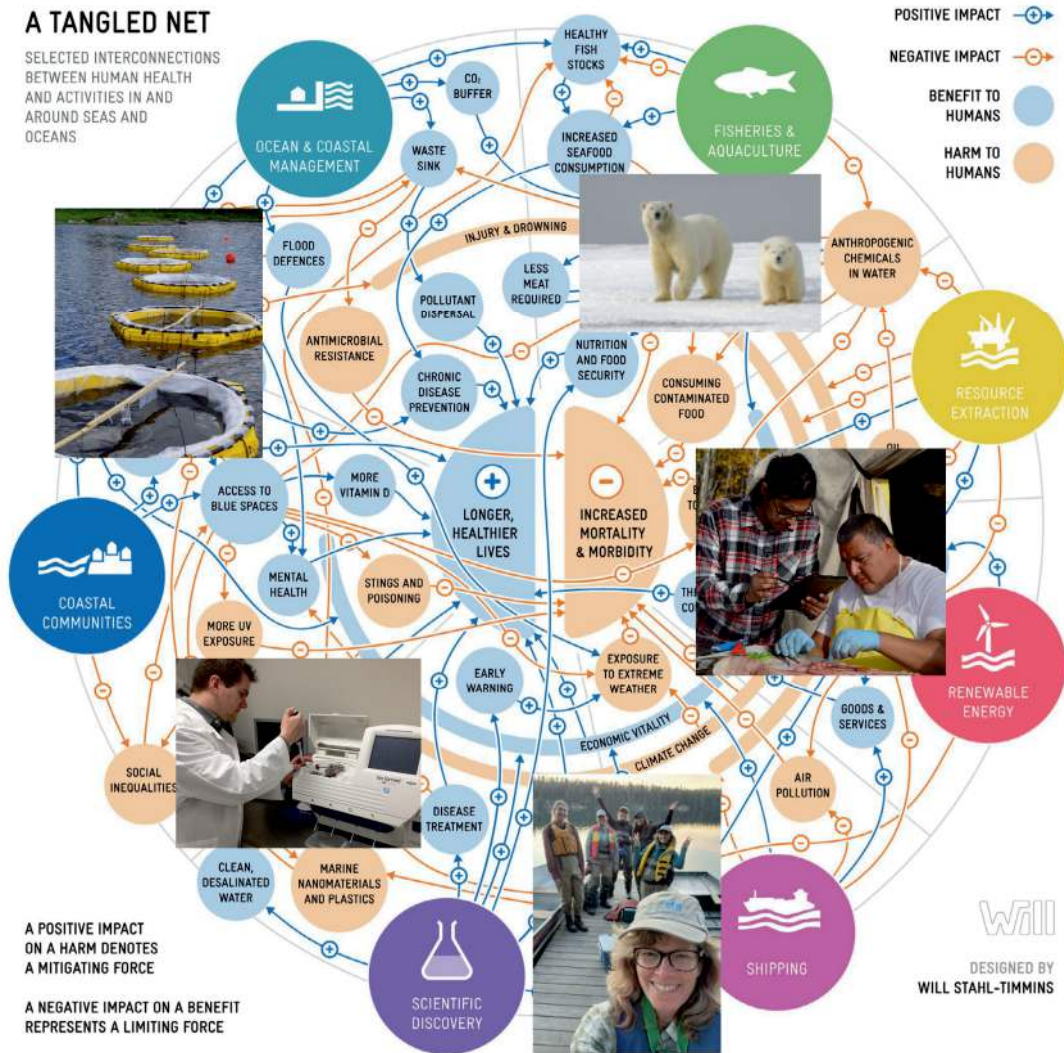 A TANGLED NET
SELECTED INTERCONNECTIONS
BETWEEN HUMAN HEALTH
AND ACTIVITIES IN AND
AROUND SEAS AND
OCEANS
POSITIVE IMPACT
NEGATIVE IMPACT
BENEFIT TO
HUMANS
HARM TO
HUMANS
HEALTHY
FISH
STOCKS
CO₂
BUFFER
OCEAN & COASTAL
MANAGEMENT
WASTE
SINK
INCREASED
SEAFOOD
CONSUMPTION
FISHERIES &
AQUACULTURE
INJURY & DROWNING
FLOOD
DEFENCES
LESS
MEAT
REQUIRED
ANTHROPOGENIC
CHEMICALS
IN WATER
POLLUTANT
DISPERSAL
ANTIMICROBIAL
RESISTANCE
NUTRITION AND FOOD
SECURITY
CHRONIC
DISEASE
PREVENTION
CONSUMING
CONTAMINATED
FOOD
RESOURCE
EXTRACTION
ACCESS TO
BLUE SPACES
MORE
VITAMIN D
LONGER,
HEALTHIER
LIVES
INCREASED
MORTALITY
& MORBIDITY
COASTAL
COMMUNITIES
MENTAL
HEALTH
STINGS AND
POISONING
MORE UV
EXPOSURE
EARLY
WARNING
EXPOSURE
TO EXTREME
WEATHER
RENEWABLE
ENERGY
GOODS &
SERVICES
ECONOMIC VITALITY
CLIMATE CHANGE
SOCIAL
INEQUALITIES
AIR
POLLUTION
DISEASE
TREATMENT
CLEAN,
DESALINATED
WATER
MARINE
NANOMATERIALS
AND PLASTICS
SCIENTIFIC
DISCOVERY
SHIPPING
A POSITIVE IMPACT
ON A HARM DENOTES
A MITIGATING FORCE
A NEGATIVE IMPACT ON A BENEFIT
REPRESENTS A LIMITING FORCE
Will
DESIGNED BY
WILL STAHL-TIMMINS